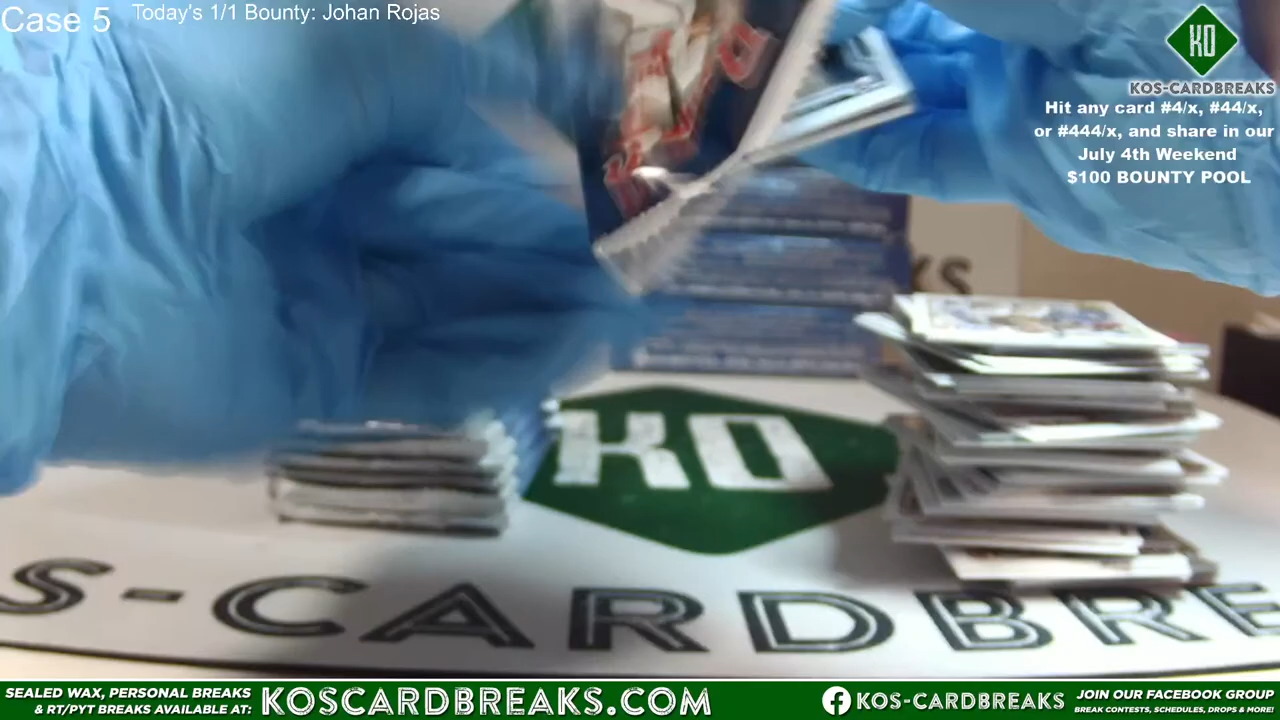 Case 5
Today's 1/1 Bounty: Johan Rojas
KO
KOS-CARDBREAKS
Hit any card #4/x, #44/x,
or #444/x, and share in our
July 4th Weekend
$100 BOUNTY POOL
KS
KO
S-CARDBRE
SEALED WAX, PERSONAL BREAKS
& RT/PYT BREAKS AVAILABLE AT:
KOSCARDBREAKS.COM
KOS-CARDBREAKS
JOIN OUR FACEBOOK GROUP
BREAK CONTESTS, SCHEDULES, DROPS & MORE!